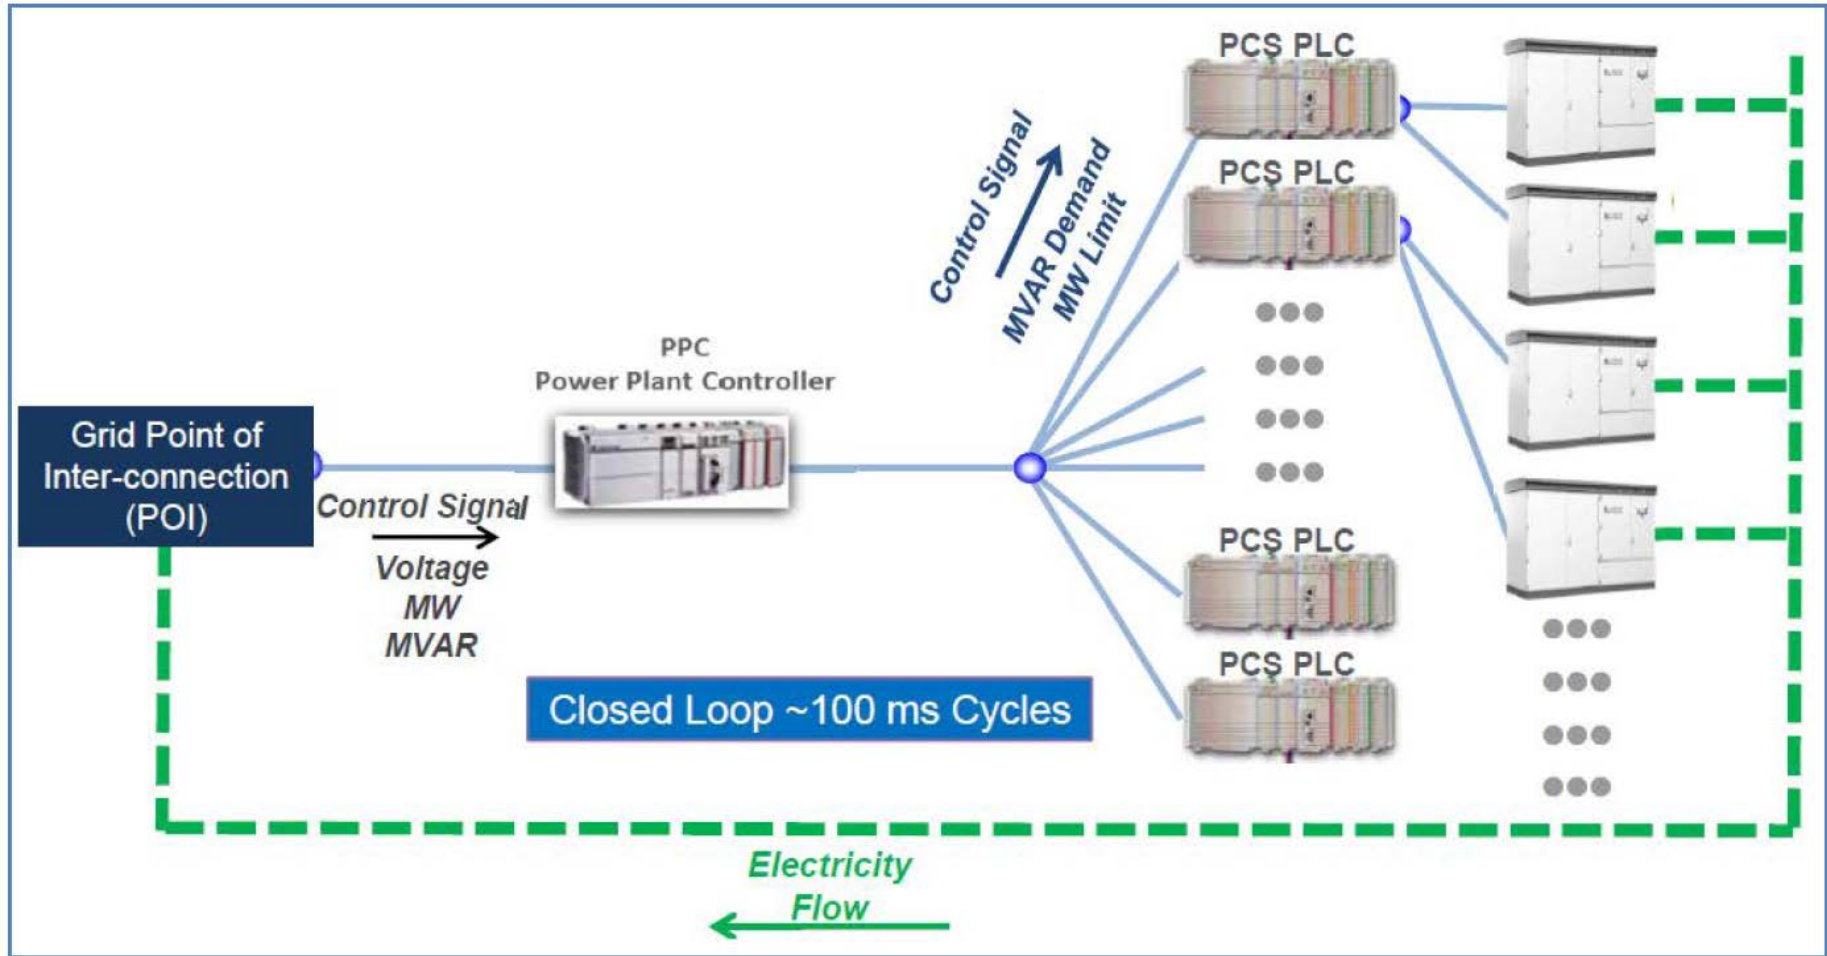 PCS PLC
PCS PLC
Control Signal
MVAR Demand
MW Limit
PPC
Power Plant Controller
Grid Point of
Inter-connection
(POI)
Control Signal
Voltage
MW
MVAR
PCS PLC
PCS PLC
Closed Loop ~100 ms Cycles
Electricity
Flow